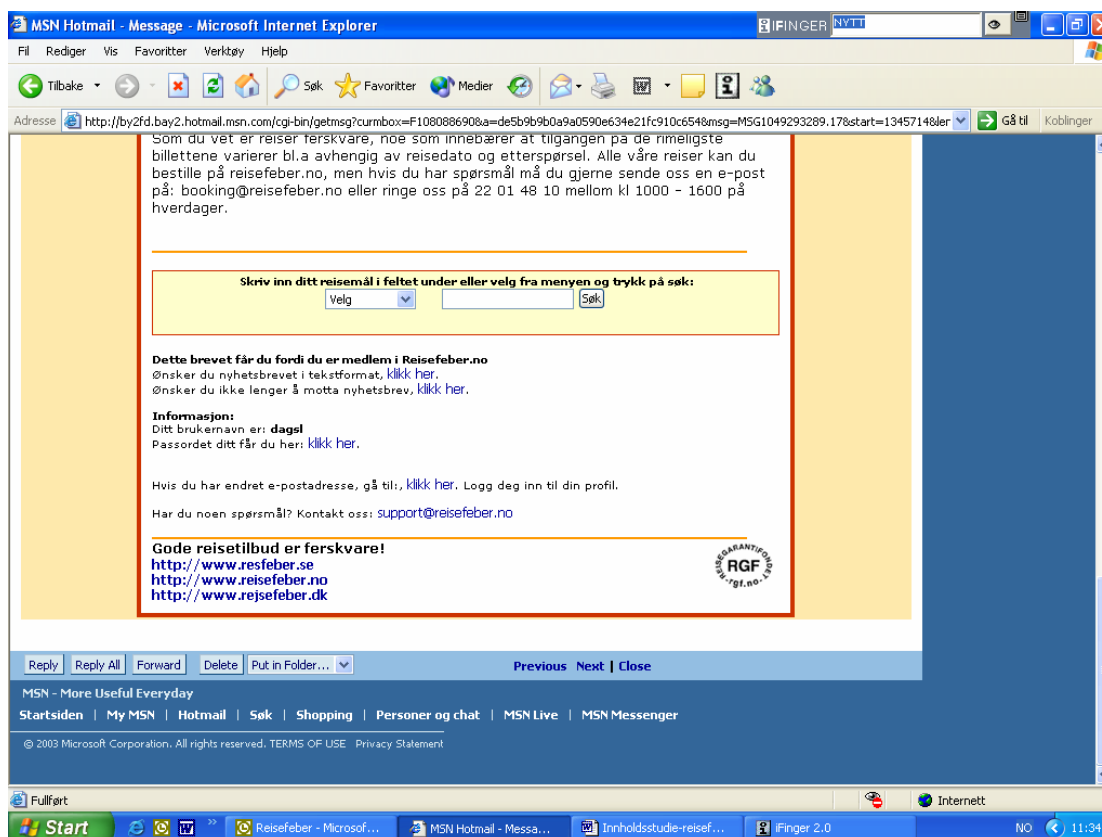 MSN Hotmail - Message - Microsoft Internet Explorer
IFINGER NYTT
Fil Rediger Vis Favoritter Verktøy Hjelp
Tilbake Søk Favoritter Medier
Adresse http://by2fd.bay2.hotmail.msn.com/cgi-bin/getmsg?curmbox=F1080886908&a=de5b9b9b0a9a0590e634e21fc910c654&msg=MSG1049293289.17&start=1345714&ler Gå til Koblinger
Som du vet er reiser ferskvare, noe som innebærer at tilgangen på de rimeligste
billettene varierer bl.a avhengig av reisedato og etterspørsel. Alle våre reiser kan du
bestille på reisefeber.no, men hvis du har spørsmål må du gjerne sende oss en e-post
på: booking@reisefeber.no eller ringe oss på 22 01 48 10 mellom kl 1000 - 1600 på
hverdager.
Skriv inn ditt reisemål i feltet under eller velg fra menyen og trykk på søk:
Velg Søk
Dette brevet får du fordi du er medlem i Reisefeber.no
Ønsker du nyhetsbrevet i tekstformat, klikk her.
Ønsker du ikke lenger å motta nyhetsbrev, klikk her.
Informasjon:
Ditt brukernavn er: dagsl
Passordet ditt får du her: klikk her.
Hvis du har endret e-postadresse, gå til:, klikk her. Logg deg inn til din profil.
Har du noen spørsmål? Kontakt oss: support@reisefeber.no
Gode reisetilbud er ferskvare!
http://www.resfeber.se
http://www.reisefeber.no
http://www.rejsefeber.dk
REISEGARANTIFONDET
RGF
-rgf.no-
Reply Reply All Forward Delete Put in Folder... Previous Next | Close
MSN - More Useful Everyday
Startsiden | My MSN | Hotmail | Søk | Shopping | Personer og chat | MSN Live | MSN Messenger
© 2003 Microsoft Corporation. All rights reserved. TERMS OF USE Privacy Statement
Fullført Internett
Start Reisefeber - Microsof... MSN Hotmail - Messa... Innholdsstudie-reisef... iFinger 2.0 NO 11:34